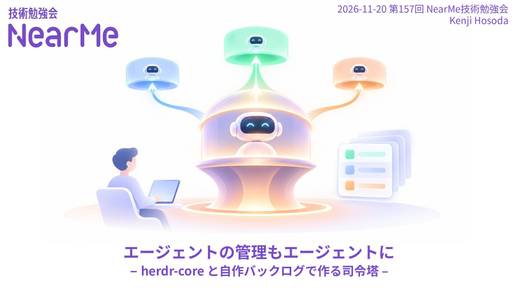 技術勉強会
NearMe
2026-11-20 第157回 NearMe技術勉強会
Kenji Hosoda
エージェントの管理もエージェントに
– herdr-core と自作バックログで作る司令塔 –